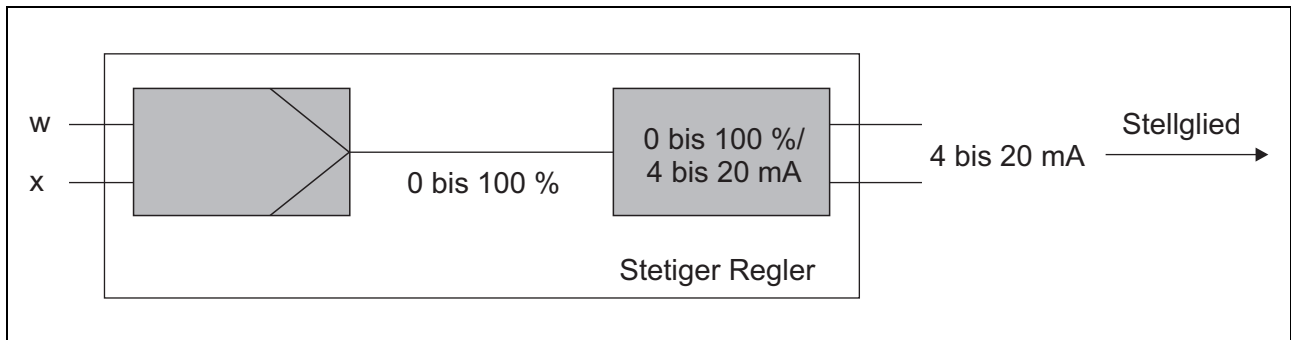 w
x
0 bis 100 %
0 bis 100 %/
4 bis 20 mA
4 bis 20 mA
Stellglied
Stetiger Regler